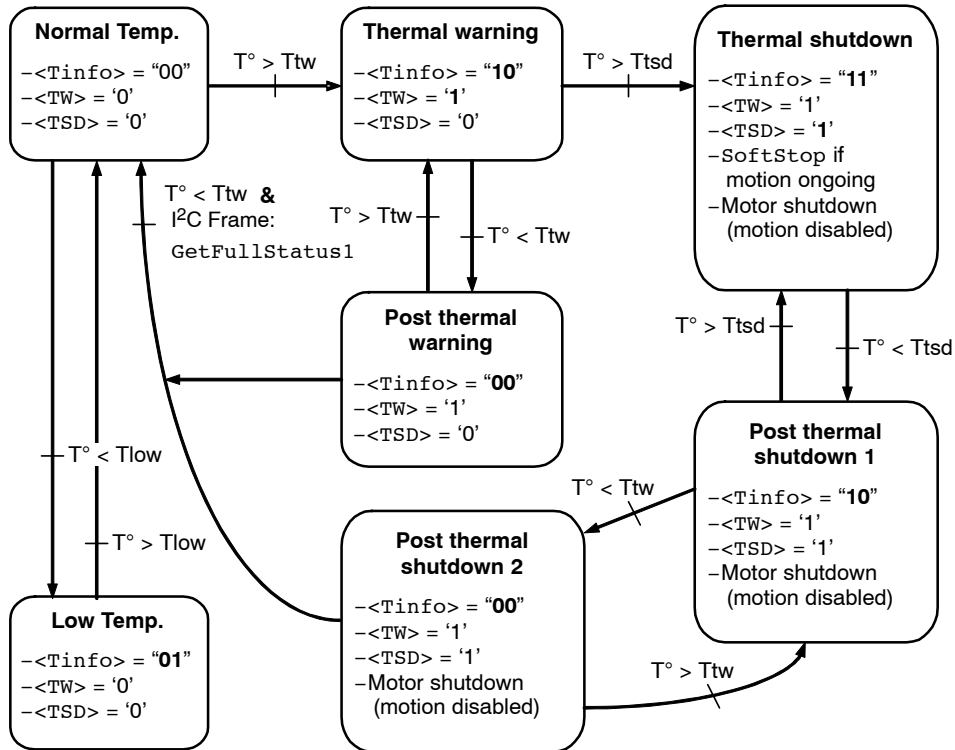 Normal Temp.
–<Tinfo> = “00”
–<TW> = ‘0’
–<TSD> = ‘0’
T° > Ttw
Thermal warning
–<Tinfo> = “10”
–<TW> = ‘1’
–<TSD> = ‘0’
T° > Ttsd
Thermal shutdown
–<Tinfo> = “11”
–<TW> = ‘1’
–<TSD> = ‘1’
–SoftStop if
motion ongoing
–Motor shutdown
(motion disabled)
T° < Ttw &
I²C Frame:
GetFullStatus1
T° > Ttw
T° < Ttw
Post thermal
warning
–<Tinfo> = “00”
–<TW> = ‘1’
–<TSD> = ‘0’
T° > Ttsd
T° < Ttsd
Post thermal
shutdown 1
–<Tinfo> = “10”
–<TW> = ‘1’
–<TSD> = ‘1’
–Motor shutdown
(motion disabled)
T° < Tlow
T° > Tlow
T° < Ttw
Post thermal
shutdown 2
–<Tinfo> = “00”
–<TW> = ‘1’
–<TSD> = ‘1’
–Motor shutdown
(motion disabled)
T° > Ttw
Low Temp.
–<Tinfo> = “01”
–<TW> = ‘0’
–<TSD> = ‘0’